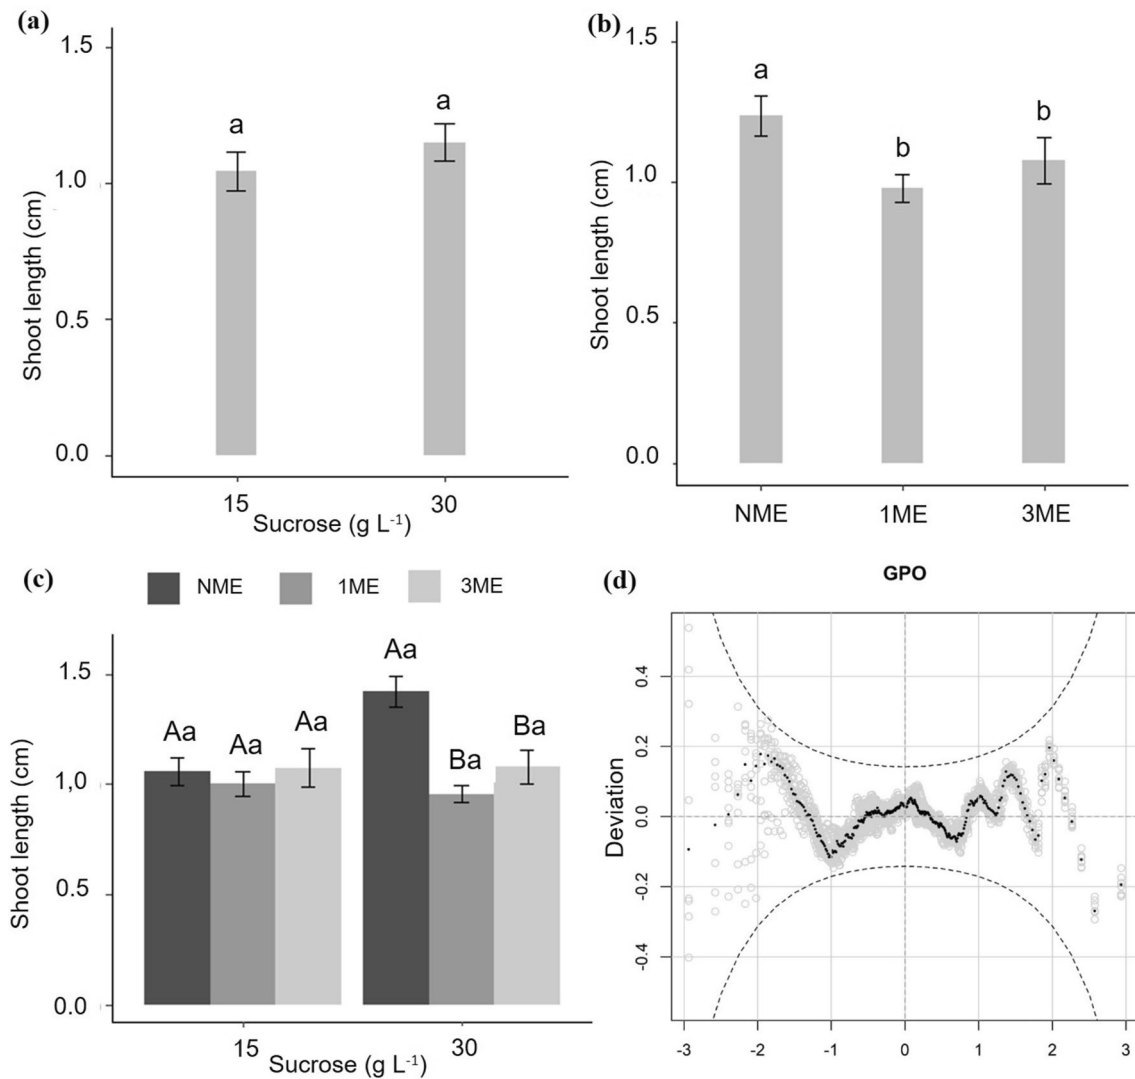 (a)
1.5
1.0
0.5
0.0
Shoot length (cm)
a
a
15
30
Sucrose (g L-1)
(b)
1.5
1.0
0.5
0.0
Shoot length (cm)
a
b
b
NME
1ME
3ME
(c)
NME
1ME
3ME
1.5
1.0
0.5
0.0
Shoot length (cm)
Aa
Aa
Aa
Aa
Ba
Ba
15
30
Sucrose (g L-1)
(d)
GPO
Deviation
0.4
0.2
0.0
-0.2
-0.4
-3
-2
-1
0
1
2
3